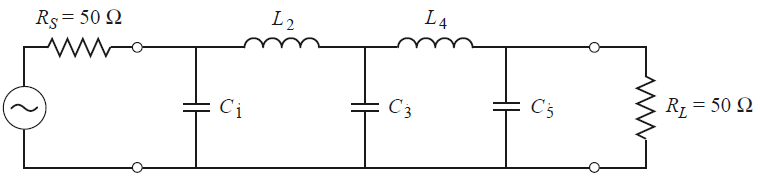 R_S = 50 Ω
L_2
L_4
C_1
C_3
C_5
R_L = 50 Ω